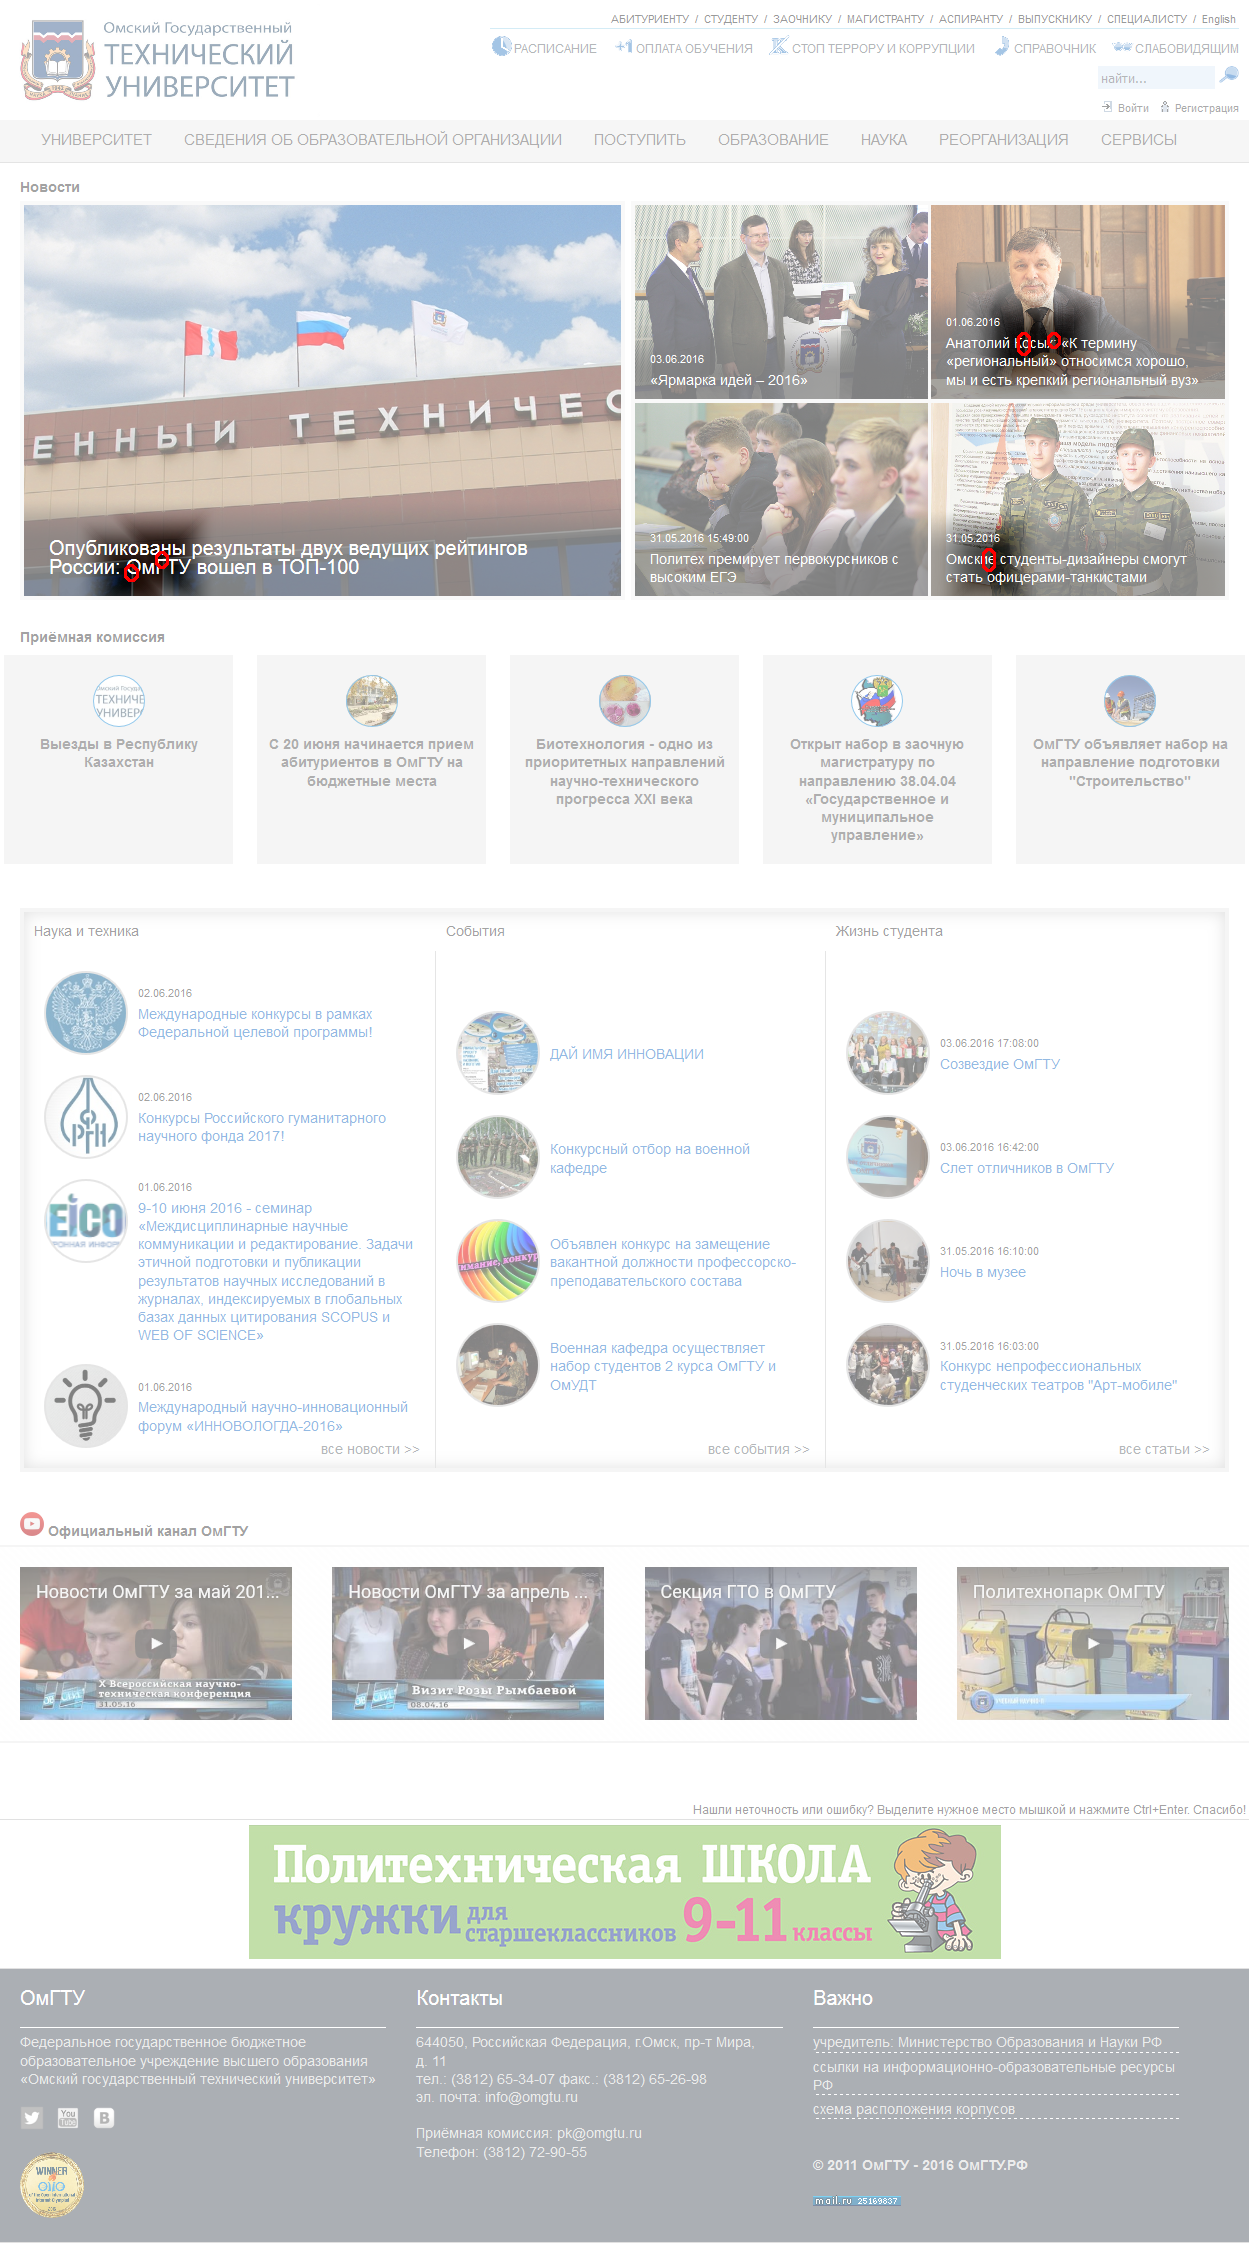 Омский Государственный
ТЕХНИЧЕСКИЙ
УНИВЕРСИТЕТ
АБИТУРИЕНТУ / СТУДЕНТУ / ЗАОЧНИКУ / МАГИСТРАНТУ / АСПИРАНТУ / ВЫПУСКНИКУ / СПЕЦИАЛИСТУ / English
РАСПИСАНИЕ ОПЛАТА ОБУЧЕНИЯ СТОП ТЕРРОРУ И КОРРУПЦИИ СПРАВОЧНИК СЛАБОВИДЯЩИМ
найти...
Войти Регистрация
УНИВЕРСИТЕТ СВЕДЕНИЯ ОБ ОБРАЗОВАТЕЛЬНОЙ ОРГАНИЗАЦИИ ПОСТУПИТЬ ОБРАЗОВАНИЕ НАУКА РЕОРГАНИЗАЦИЯ СЕРВИСЫ
Новости
ЕННЫЙ ТЕХНИЧЕС
Опубликованы результаты двух ведущих рейтингов
России: ОмГТУ вошел в ТОП-100
03.06.2016
«Ярмарка идей – 2016»
01.06.2016
Анатолий Косых: «К термину
«региональный» относимся хорошо,
мы и есть крепкий региональный вуз»
31.05.2016 15:49:00
Политех премирует первокурсников с
высоким ЕГЭ
31.05.2016
Омские студенты-дизайнеры смогут
стать офицерами-танкистами
Приёмная комиссия
Омский Госуда
ТЕХНИЧЕ
УНИВЕР
Выезды в Республику
Казахстан
С 20 июня начинается прием
абитуриентов в ОмГТУ на
бюджетные места
Биотехнология - одно из
приоритетных направлений
научно-технического
прогресса XXI века
Открыт набор в заочную
магистратуру по
направлению 38.04.04
«Государственное и
муниципальное
управление»
ОмГТУ объявляет набор на
направление подготовки
"Строительство"
Наука и техника
02.06.2016
Международные конкурсы в рамках
Федеральной целевой программы!
РГНФ
02.06.2016
Конкурсы Российского гуманитарного
научного фонда 2017!
EICO
РОННАЯ ИНФОР
01.06.2016
9-10 июня 2016 - семинар
«Междисциплинарные научные
коммуникации и редактирование. Задачи
этичной подготовки и публикации
результатов научных исследований в
журналах, индексируемых в глобальных
базах данных цитирования SCOPUS и
WEB OF SCIENCE»
01.06.2016
Международный научно-инновационный
форум «ИННОВОЛОГДА-2016»
все новости >>
События
ДАЙ ИМЯ ИННОВАЦИИ
Конкурсный отбор на военной
кафедре
имание, конкур
Объявлен конкурс на замещение
вакантной должности профессорско-
преподавательского состава
Военная кафедра осуществляет
набор студентов 2 курса ОмГТУ и
ОмУДТ
все события >>
Жизнь студента
03.06.2016 17:08:00
Созвездие ОмГТУ
03.06.2016 16:42:00
Слет отличников в ОмГТУ
31.05.2016 16:10:00
Ночь в музее
31.05.2016 16:03:00
Конкурс непрофессиональных
студенческих театров "Арт-мобиле"
все статьи >>
Официальный канал ОмГТУ
Новости ОмГТУ за май 201...
X Всероссийская научно-
техническая конференция
31.05.16
Новости ОмГТУ за апрель ...
Визит Розы Рымбаевой
08.04.16
Секция ГТО в ОмГТУ
Политехнопарк ОмГТУ
Нашли неточность или ошибку? Выделите нужное место мышкой и нажмите Ctrl+Enter. Спасибо!
Политехническая ШКОЛА
кружки для
старшеклассников 9-11 классы
ОмГТУ
Федеральное государственное бюджетное
образовательное учреждение высшего образования
«Омский государственный технический университет»
You
Tube
B
WINNER
Контакты
644050, Российская Федерация, г.Омск, пр-т Мира,
д. 11
тел.: (3812) 65-34-07 факс.: (3812) 65-26-98
эл. почта: info@omgtu.ru
Приёмная комиссия: pk@omgtu.ru
Телефон: (3812) 72-90-55
Важно
учредитель: Министерство Образования и Науки РФ
ссылки на информационно-образовательные ресурсы
РФ
схема расположения корпусов
© 2011 ОмГТУ - 2016 ОмГТУ.РФ
mail.ru 25169837